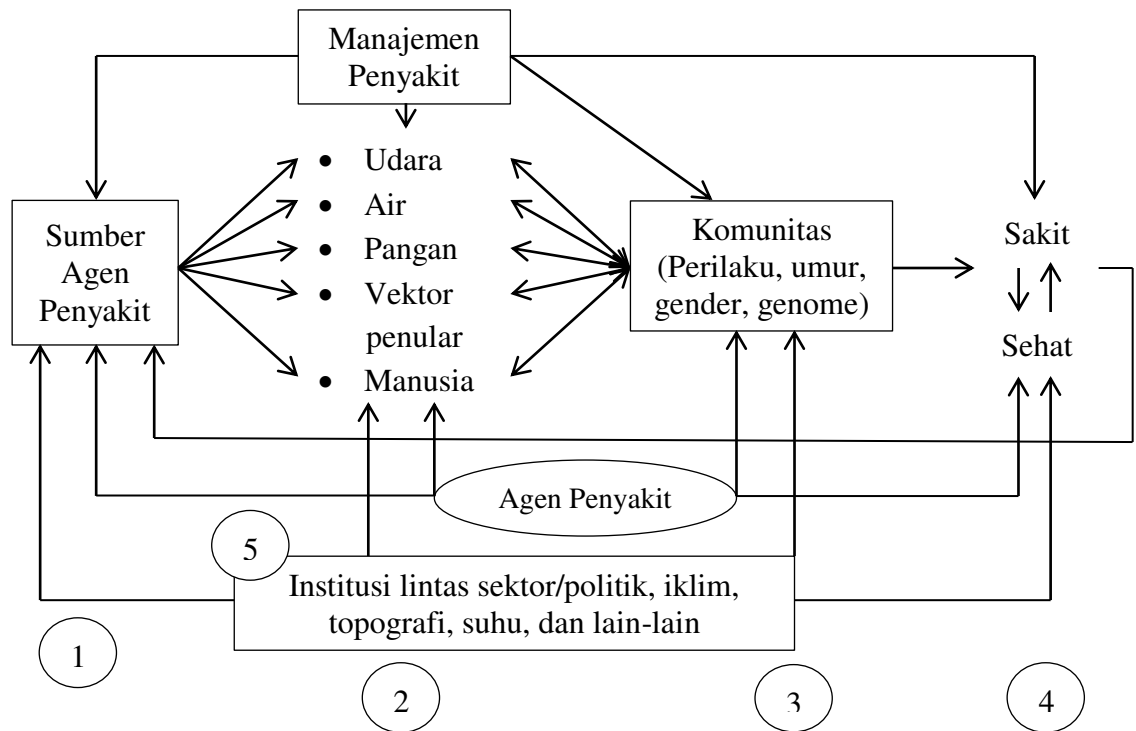 Manajemen
Penyakit
• Udara
• Air
• Pangan
• Vektor
penular
• Manusia
Sumber
Agen
Penyakit
Komunitas
(Perilaku, umur,
gender, genome)
Sakit
Sehat
Agen Penyakit
5
Institusi lintas sektor/politik, iklim,
topografi, suhu, dan lain-lain
1
2
3
4